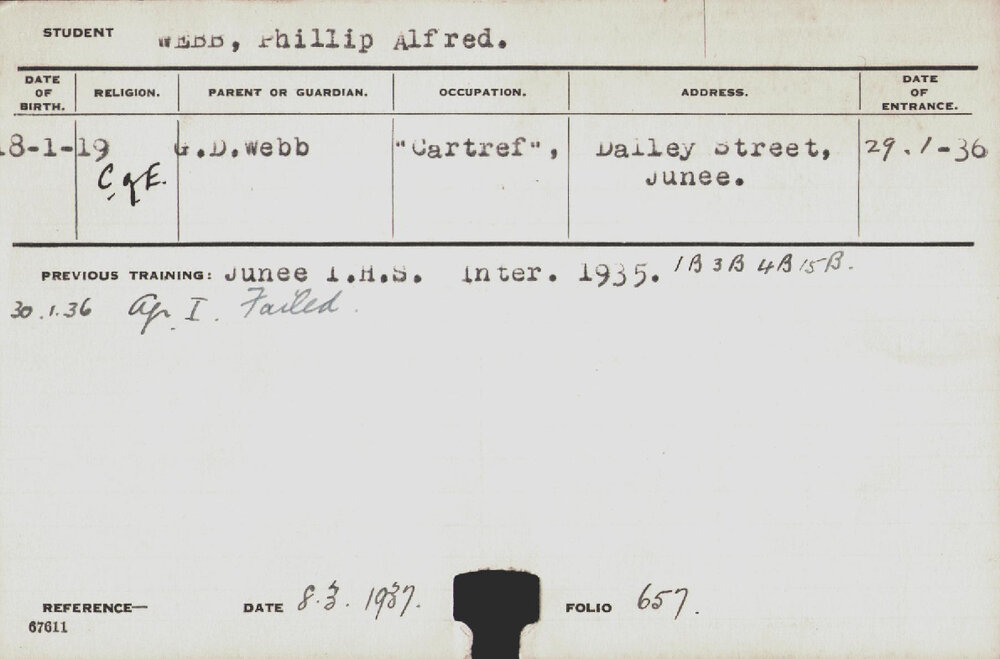 STUDENT WEBB, Phillip Alfred.
DATE OF BIRTH. RELIGION. PARENT OR GUARDIAN. OCCUPATION. ADDRESS. DATE OF ENTRANCE.
18-1-19 G.D.Webb "Cartref", Dalley Street, 29.1-36
C of E. Junee.
PREVIOUS TRAINING: Junee I.H.S. Inter. 1935. 1B 3B 4B 15B.
30.1.36 Ap. I. Failed.
REFERENCE— DATE 8.3.1937. FOLIO 657.
67611